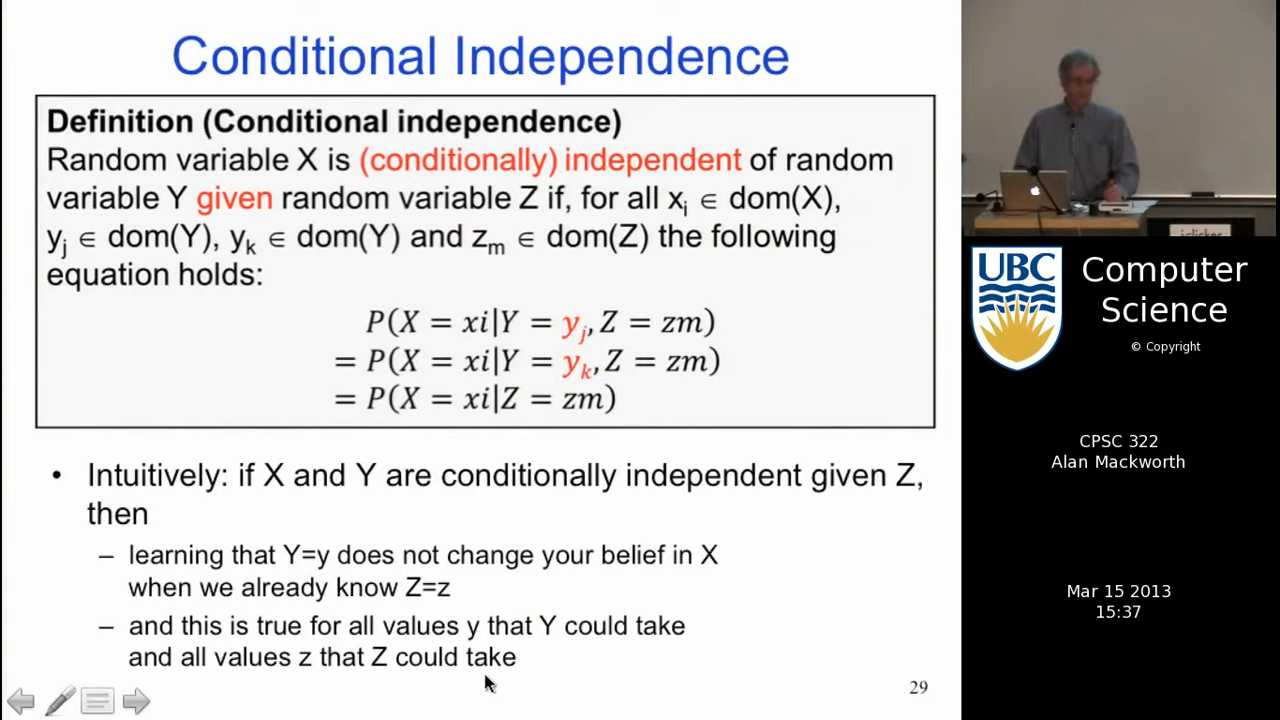 Conditional Independence
Definition (Conditional independence)
Random variable X is (conditionally) independent of random
variable Y given random variable Z if, for all xᵢ ∈ dom(X),
yⱼ ∈ dom(Y), yₖ ∈ dom(Y) and zₘ ∈ dom(Z) the following
equation holds:
P(X = xi|Y = yⱼ, Z = zm)
= P(X = xi|Y = yₖ, Z = zm)
= P(X = xi|Z = zm)
• Intuitively: if X and Y are conditionally independent given Z,
then
– learning that Y=y does not change your belief in X
when we already know Z=z
– and this is true for all values y that Y could take
and all values z that Z could take
29
iclicker
UBC
Computer
Science
© Copyright
CPSC 322
Alan Mackworth
Mar 15 2013
15:37